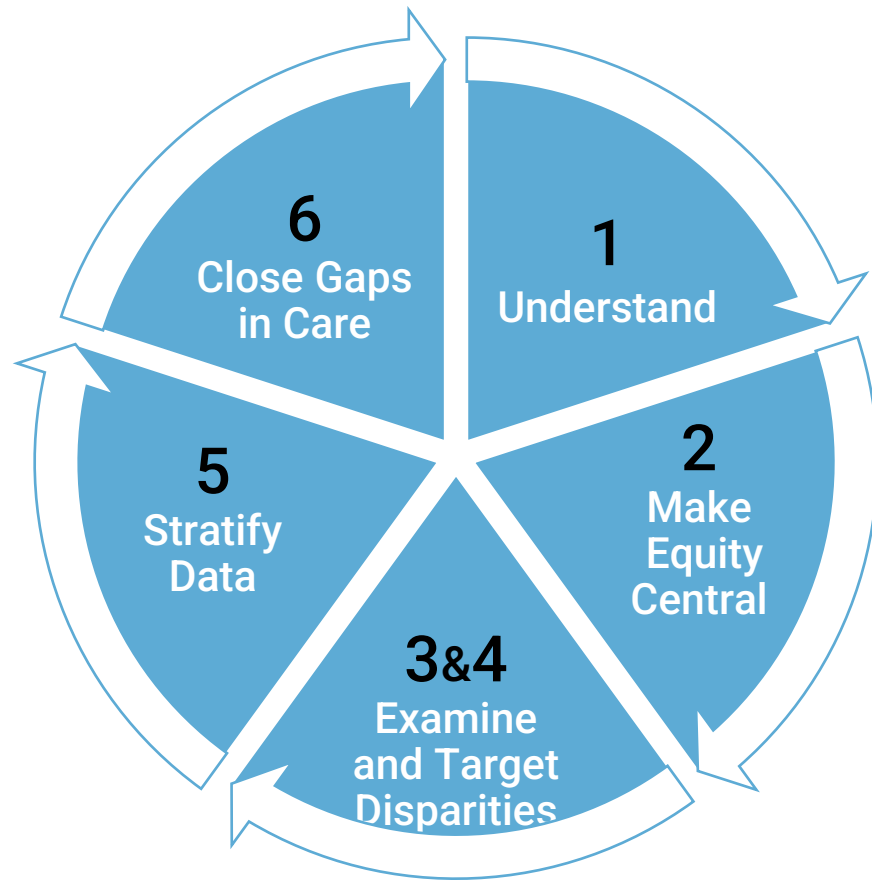 1
Understand
2
Make
Equity
Central
3&4
Examine
and Target
Disparities
5
Stratify
Data
6
Close Gaps
in Care